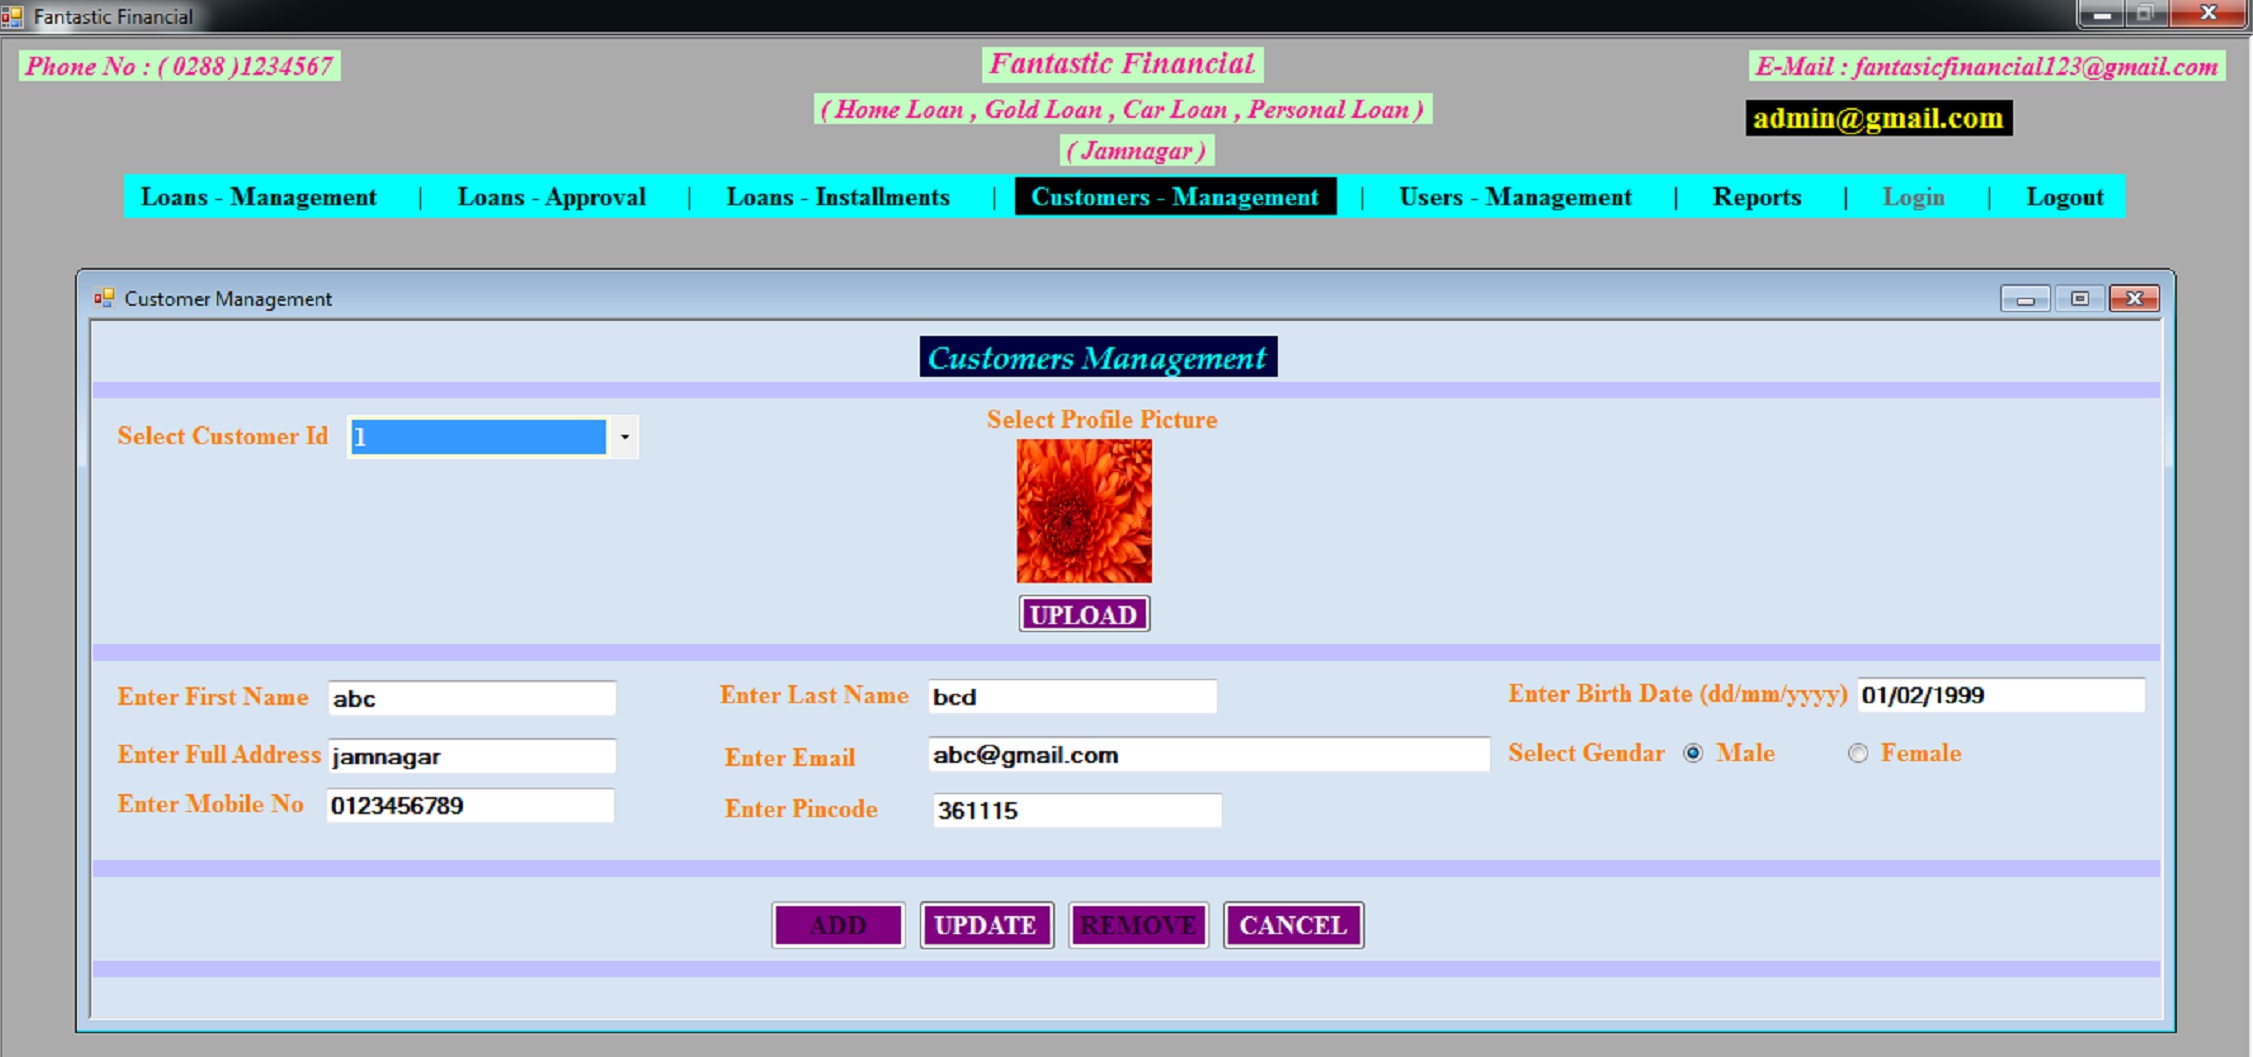 Fantastic Financial
Phone No : ( 0288 )1234567
Fantastic Financial
E-Mail : fantasicfinancial123@gmail.com
( Home Loan , Gold Loan , Car Loan , Personal Loan )
admin@gmail.com
( Jamnagar )
Loans - Management | Loans - Approval | Loans - Installments | Customers - Management | Users - Management | Reports | Login | Logout
Customer Management
Customers Management
Select Customer Id 1
Select Profile Picture
UPLOAD
Enter First Name abc Enter Last Name bcd Enter Birth Date (dd/mm/yyyy) 01/02/1999
Enter Full Address jamnagar Enter Email abc@gmail.com Select Gendar Male Female
Enter Mobile No 0123456789 Enter Pincode 361115
ADD UPDATE REMOVE CANCEL